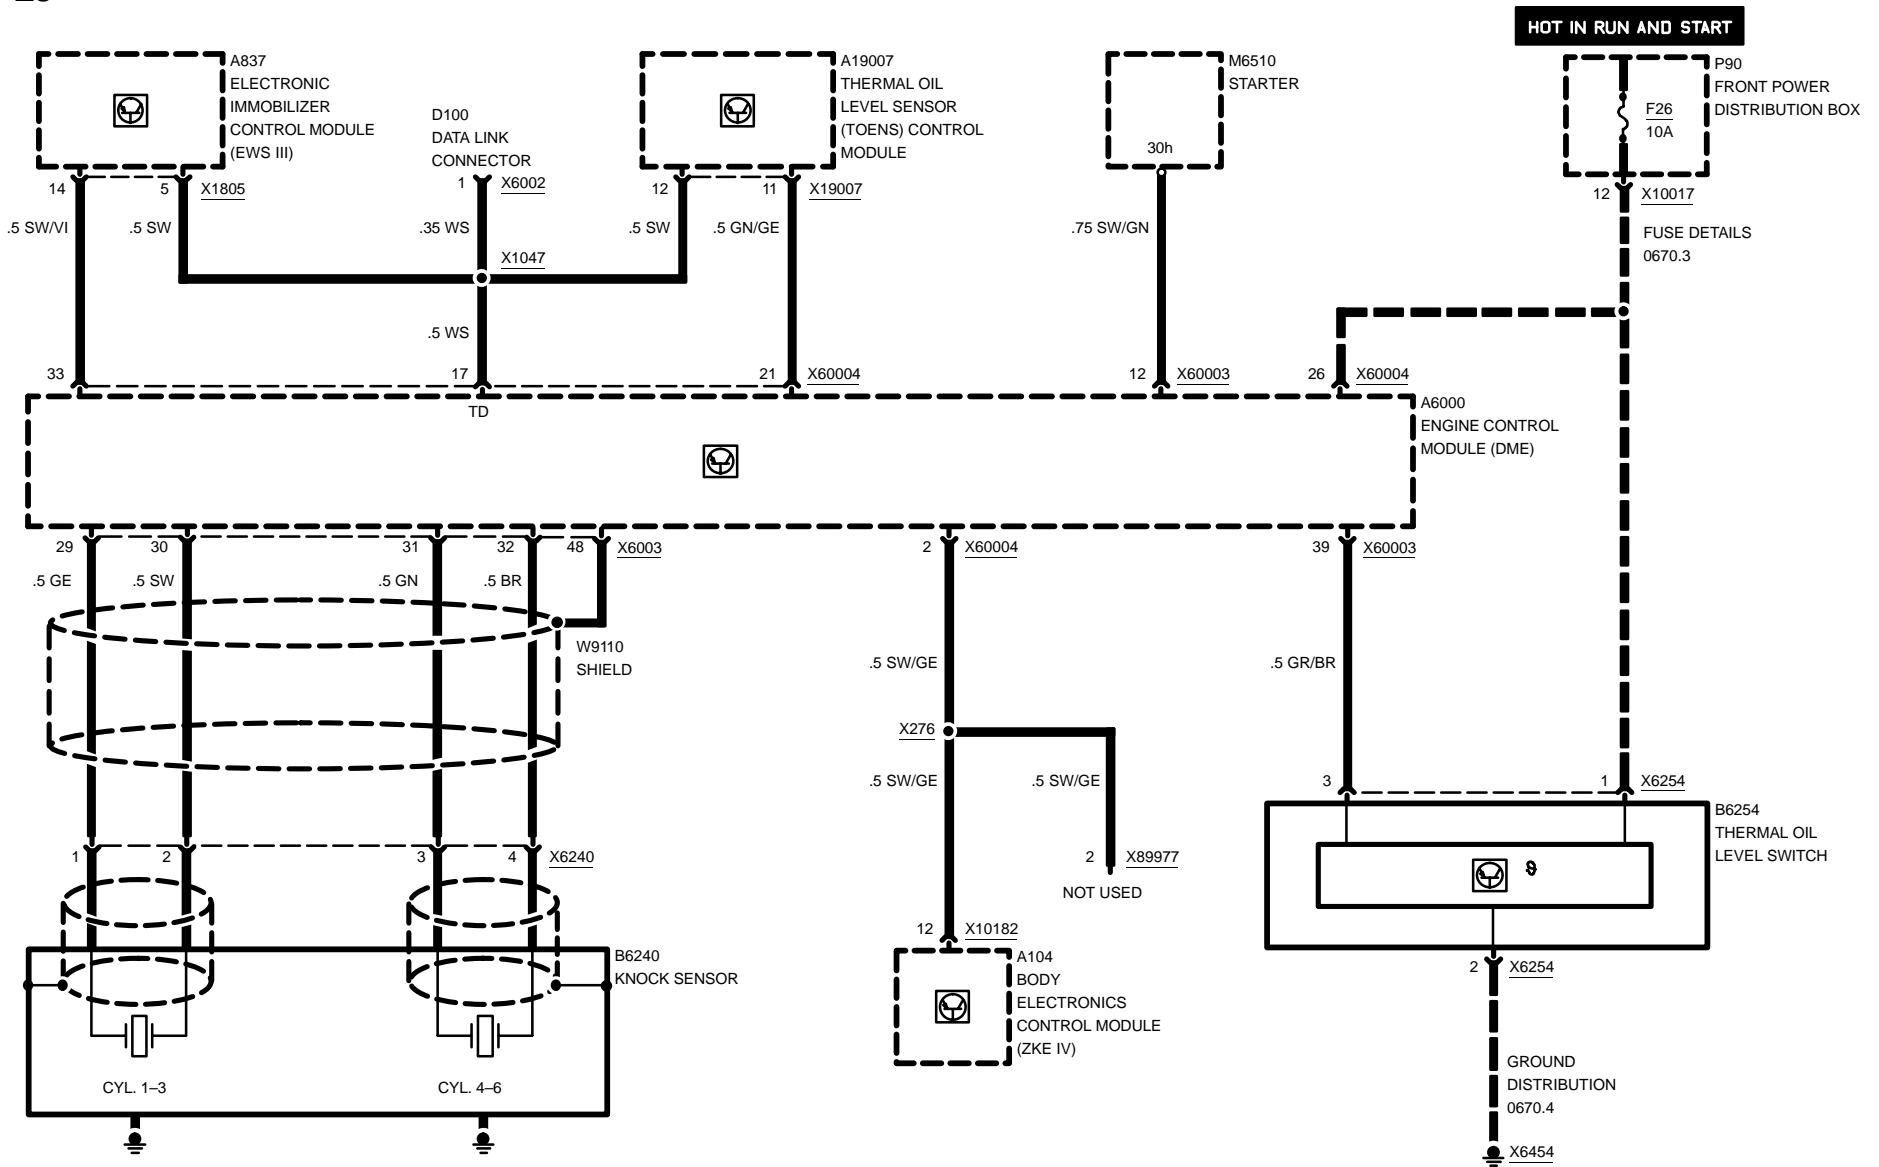 HOT IN RUN AND START
A837
ELECTRONIC
IMMOBILIZER
CONTROL MODULE
(EWS III)
D100
DATA LINK
CONNECTOR
A19007
THERMAL OIL
LEVEL SENSOR
(TOENS) CONTROL
MODULE
M6510
STARTER
30h
P90
FRONT POWER
DISTRIBUTION BOX
F26
10A
14
5
X1805
1
X6002
12
11
X19007
12
X10017
.5 SW/VI
.5 SW
.35 WS
.5 SW
.5 GN/GE
.75 SW/GN
FUSE DETAILS
0670.3
X1047
.5 WS
33
17
21
X60004
12
X60003
26
X60004
TD
A6000
ENGINE CONTROL
MODULE (DME)
29
30
31
32
48
X6003
2
X60004
39
X60003
.5 GE
.5 SW
.5 GN
.5 BR
W9110
SHIELD
.5 SW/GE
.5 GR/BR
X276
.5 SW/GE
.5 SW/GE
3
1
X6254
B6254
THERMAL OIL
LEVEL SWITCH
1
2
3
4
X6240
2
X89977
NOT USED
12
X10182
B6240
KNOCK SENSOR
A104
BODY
ELECTRONICS
CONTROL MODULE
(ZKE IV)
2
X6254
CYL. 1–3
CYL. 4–6
GROUND
DISTRIBUTION
0670.4
X6454